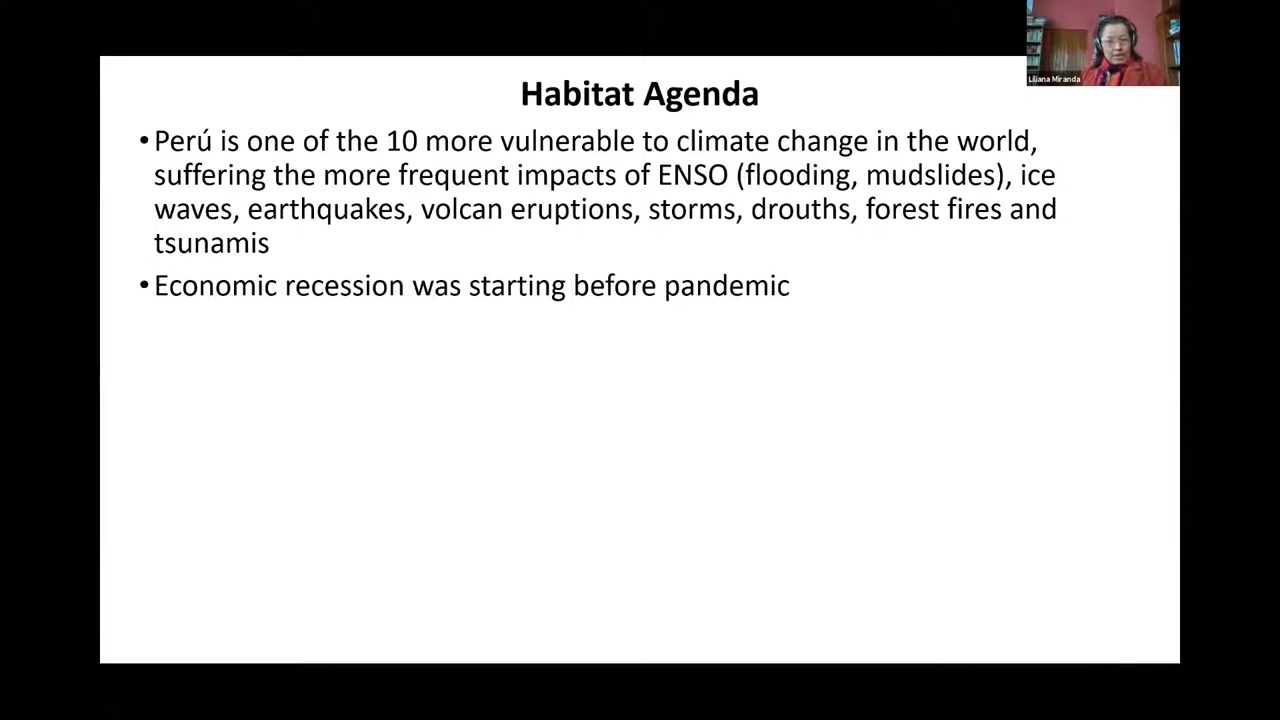 Liliana Miranda
Habitat Agenda
•Perú is one of the 10 more vulnerable to climate change in the world,
suffering the more frequent impacts of ENSO (flooding, mudslides), ice
waves, earthquakes, volcan eruptions, storms, drouths, forest fires and
tsunamis
•Economic recession was starting before pandemic